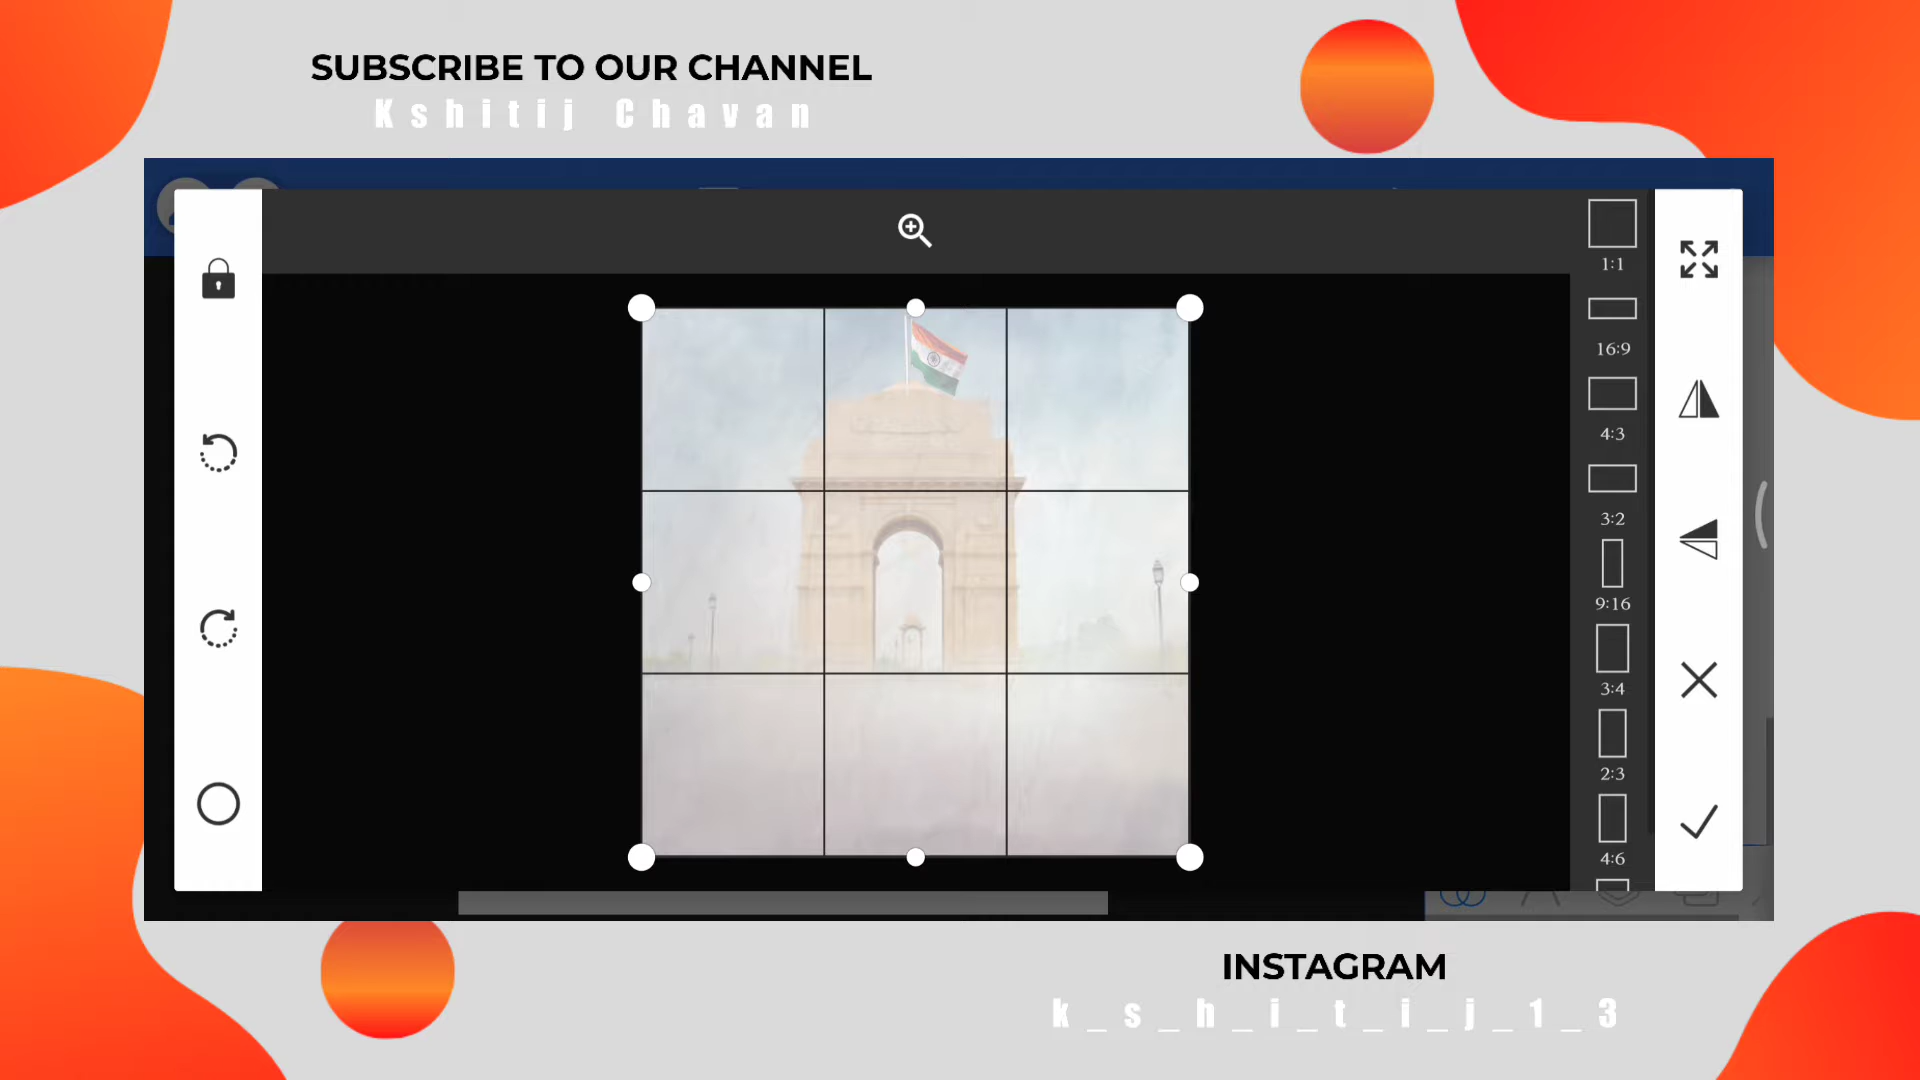 SUBSCRIBE TO OUR CHANNEL
Kshitij Chavan
1:1
16:9
4:3
3:2
9:16
3:4
2:3
4:6
INSTAGRAM
k_s_h_i_t_i_j_1_3